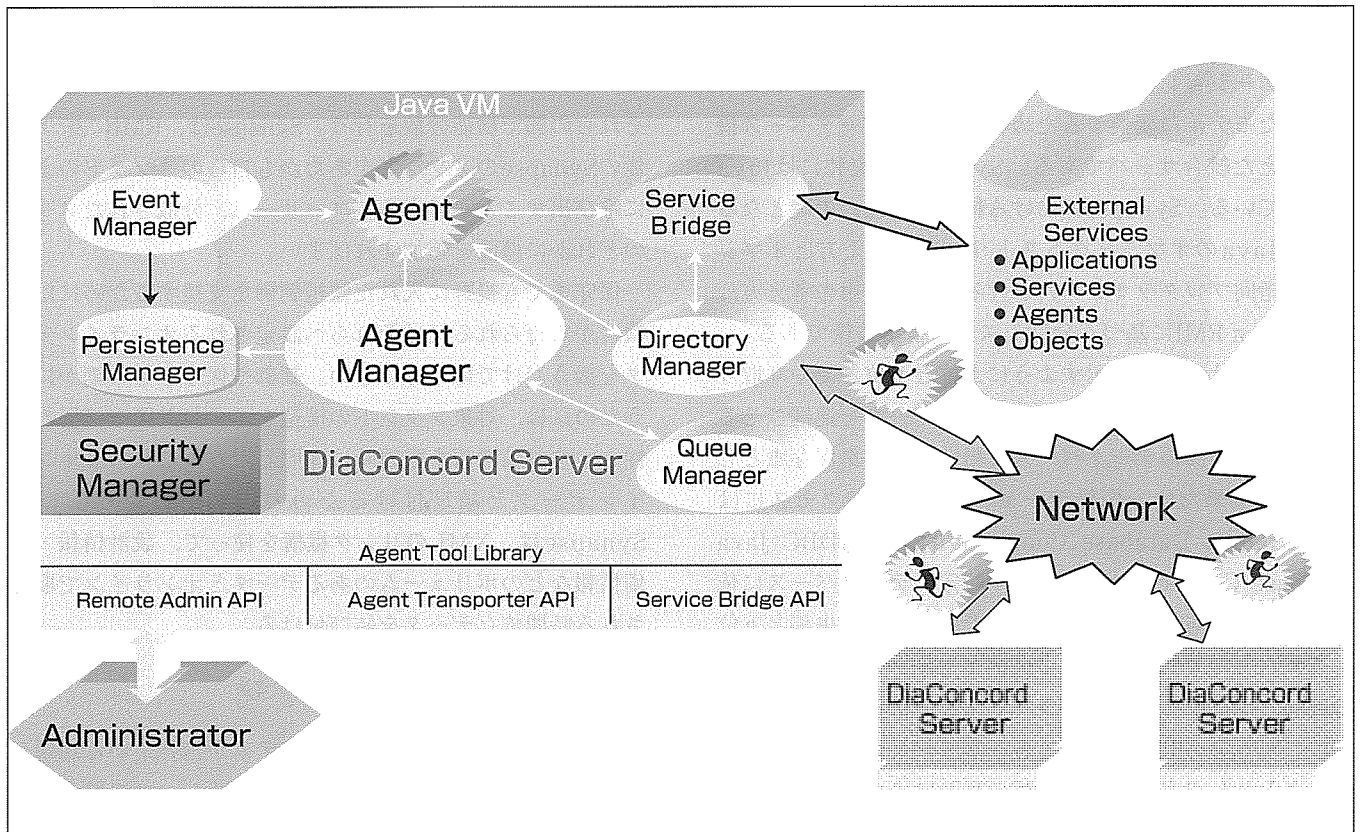 Java VM
Event
Manager
Agent
Service
Bridge
External
Services
• Applications
• Services
• Agents
• Objects
Persistence
Manager
Agent
Manager
Directory
Manager
Security
Manager
DiaConcord Server
Queue
Manager
Network
Agent Tool Library
Remote Admin API
Agent Transporter API
Service Bridge API
Administrator
DiaConcord
Server
DiaConcord
Server